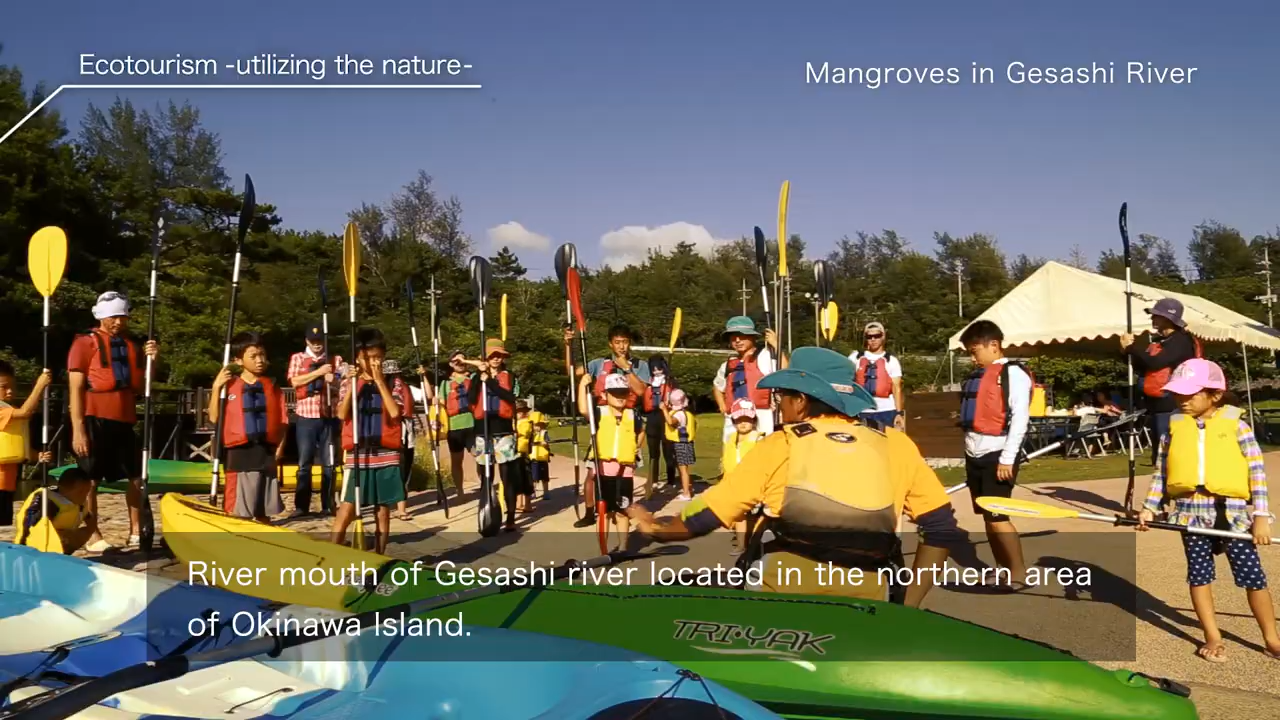 Ecotourism -utilizing the nature-
Mangroves in Gesashi River
River mouth of Gesashi river located in the northern area
of Okinawa Island.
TRI·YAK